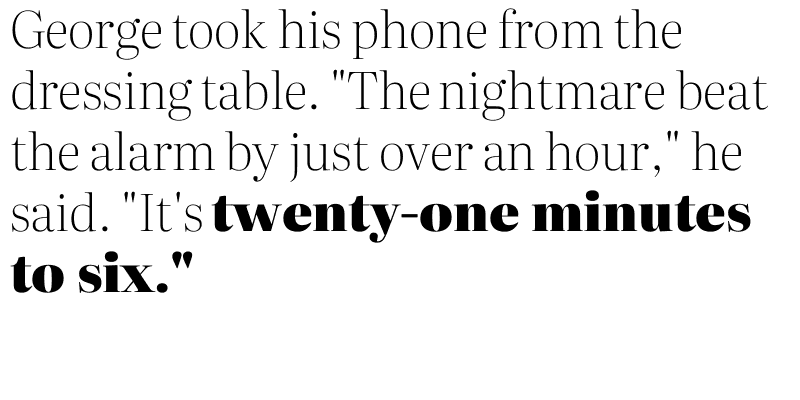 George took his phone from the
dressing table. "The nightmare beat
the alarm by just over an hour," he
said. "It's twenty-one minutes
to six."